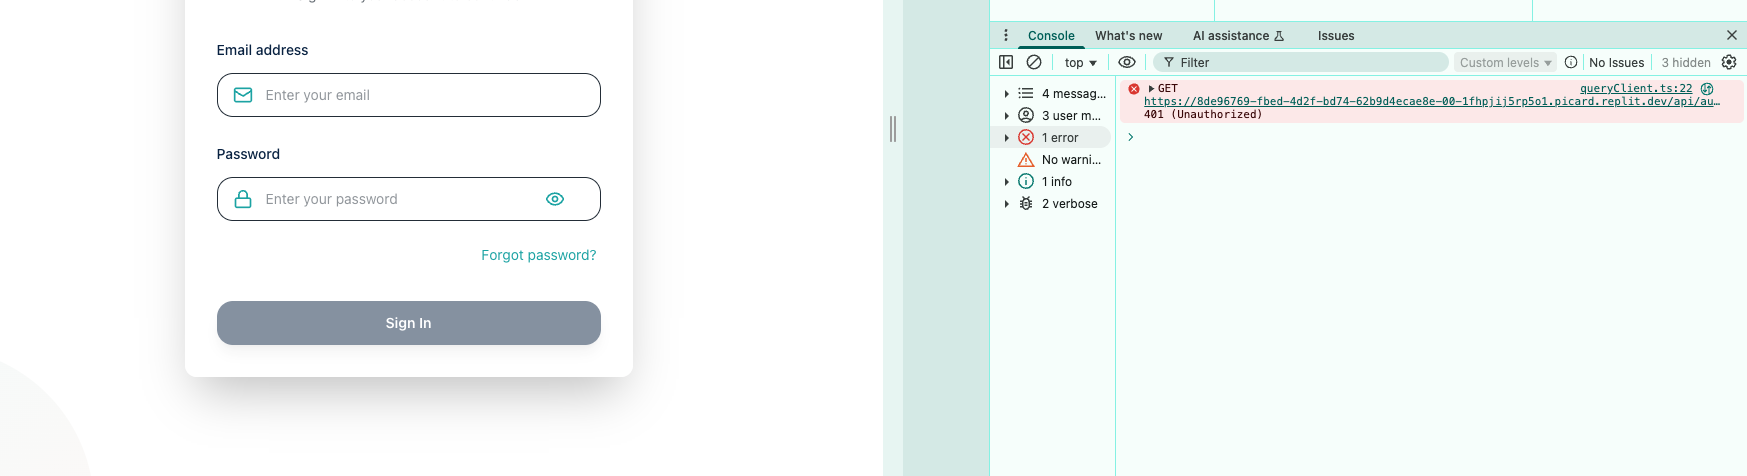 Email address
Enter your email
Password
Enter your password
Forgot password?
Sign In
Console What's new AI assistance Issues
top Filter Custom levels No Issues 3 hidden
4 messag...
3 user m...
1 error
No warni...
1 info
2 verbose
GET queryClient.ts:22
https://8de96769-fbed-4d2f-bd74-62b9d4ecae8e-00-1fhpjij5rp5o1.picard.replit.dev/api/au…
401 (Unauthorized)